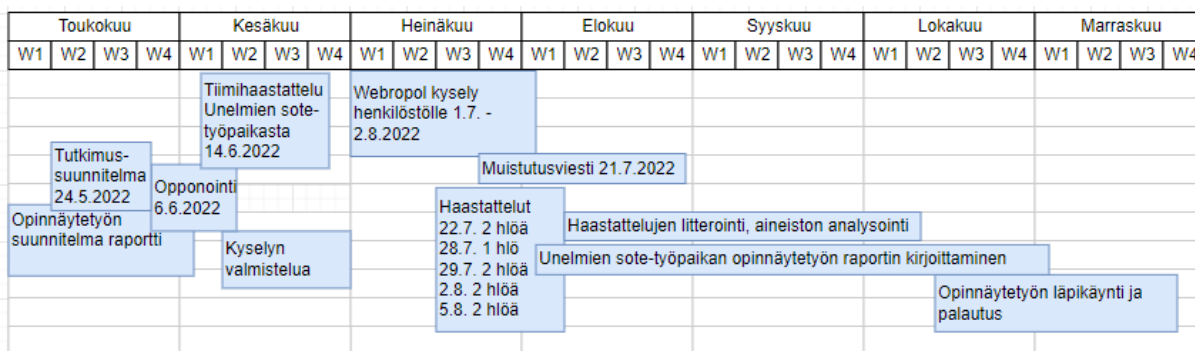 Toukokuu Kesäkuu Heinäkuu Elokuu Syyskuu Lokakuu Marraskuu
W1 W2 W3 W4 W1 W2 W3 W4 W1 W2 W3 W4 W1 W2 W3 W4 W1 W2 W3 W4 W1 W2 W3 W4 W1 W2 W3 W4
Tiimihaastattelu
Unelmien sote-
työpaikasta
14.6.2022
Webropol kysely
henkilöstölle 1.7. -
2.8.2022
Tutkimus-
suunnitelma
24.5.2022
Muistutusviesti 21.7.2022
Opponointi
6.6.2022
Opinnäytetyön
suunnitelma raportti
Kyselyn
valmistelua
Haastattelut
22.7. 2 hlöä
28.7. 1 hlö
29.7. 2 hlöä
2.8. 2 hlöä
5.8. 2 hlöä
Haastattelujen litterointi, aineiston analysointi
Unelmien sote-työpaikan opinnäytetyön raportin kirjoittaminen
Opinnäytetyön läpikäynti ja
palautus